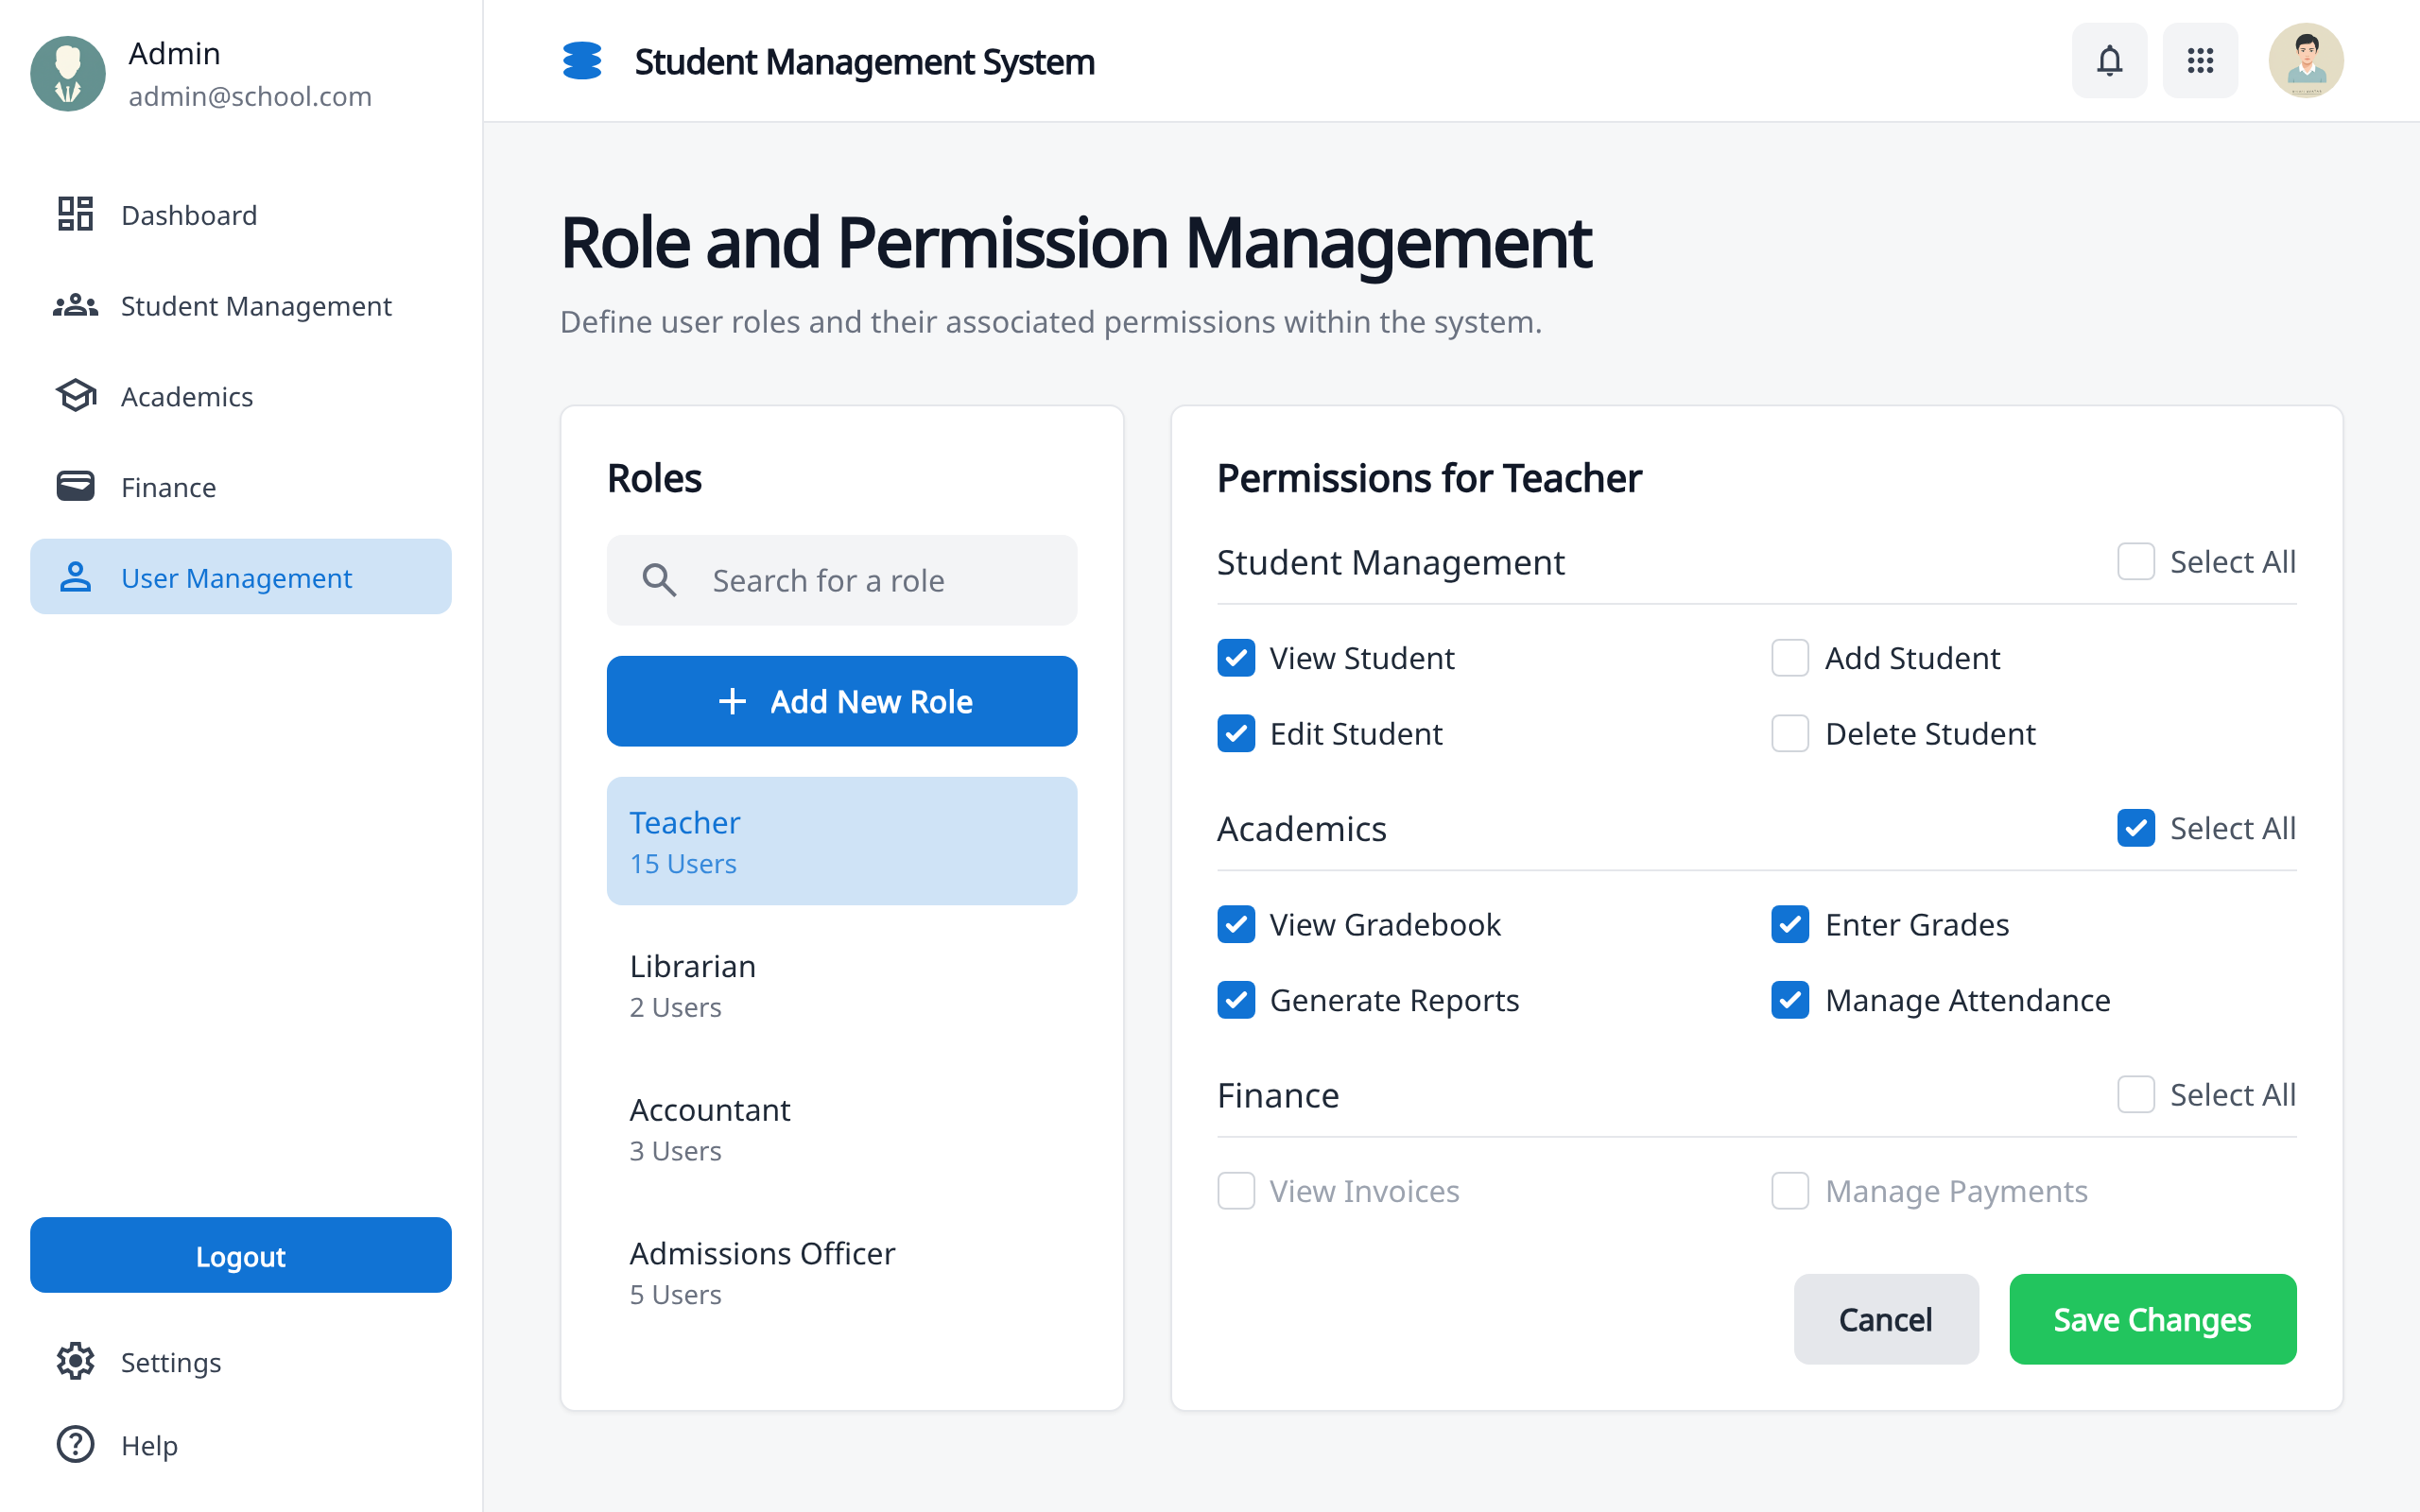 Admin
admin@school.com
Dashboard
Student Management
Academics
Finance
User Management
Logout
Settings
Help
Student Management System
Role and Permission Management
Define user roles and their associated permissions within the system.
Roles
Search for a role
Add New Role
Teacher
15 Users
Librarian
2 Users
Accountant
3 Users
Admissions Officer
5 Users
Permissions for Teacher
Student Management
Select All
View Student
Add Student
Edit Student
Delete Student
Academics
Select All
View Gradebook
Enter Grades
Generate Reports
Manage Attendance
Finance
Select All
View Invoices
Manage Payments
Cancel
Save Changes